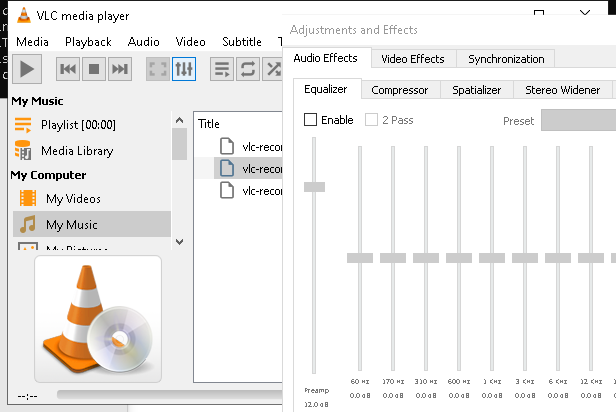 VLC media player
Media Playback Audio Video Subtitle
My Music
Playlist [00:00]
Media Library
My Computer
My Videos
My Music
My Pictures
Title
vlc-recor
vlc-recor
vlc-recor
--:--
Adjustments and Effects
Audio Effects Video Effects Synchronization
Equalizer Compressor Spatializer Stereo Widener
Enable 2 Pass Preset
60 Hz 170 Hz 310 Hz 600 Hz 1 KHz 3 KHz 6 KHz 12 KHz
Preamp 0.0 dB 0.0 dB 0.0 dB 0.0 dB 0.0 dB 0.0 dB 0.0 dB 0.0 dB
12.0 dB